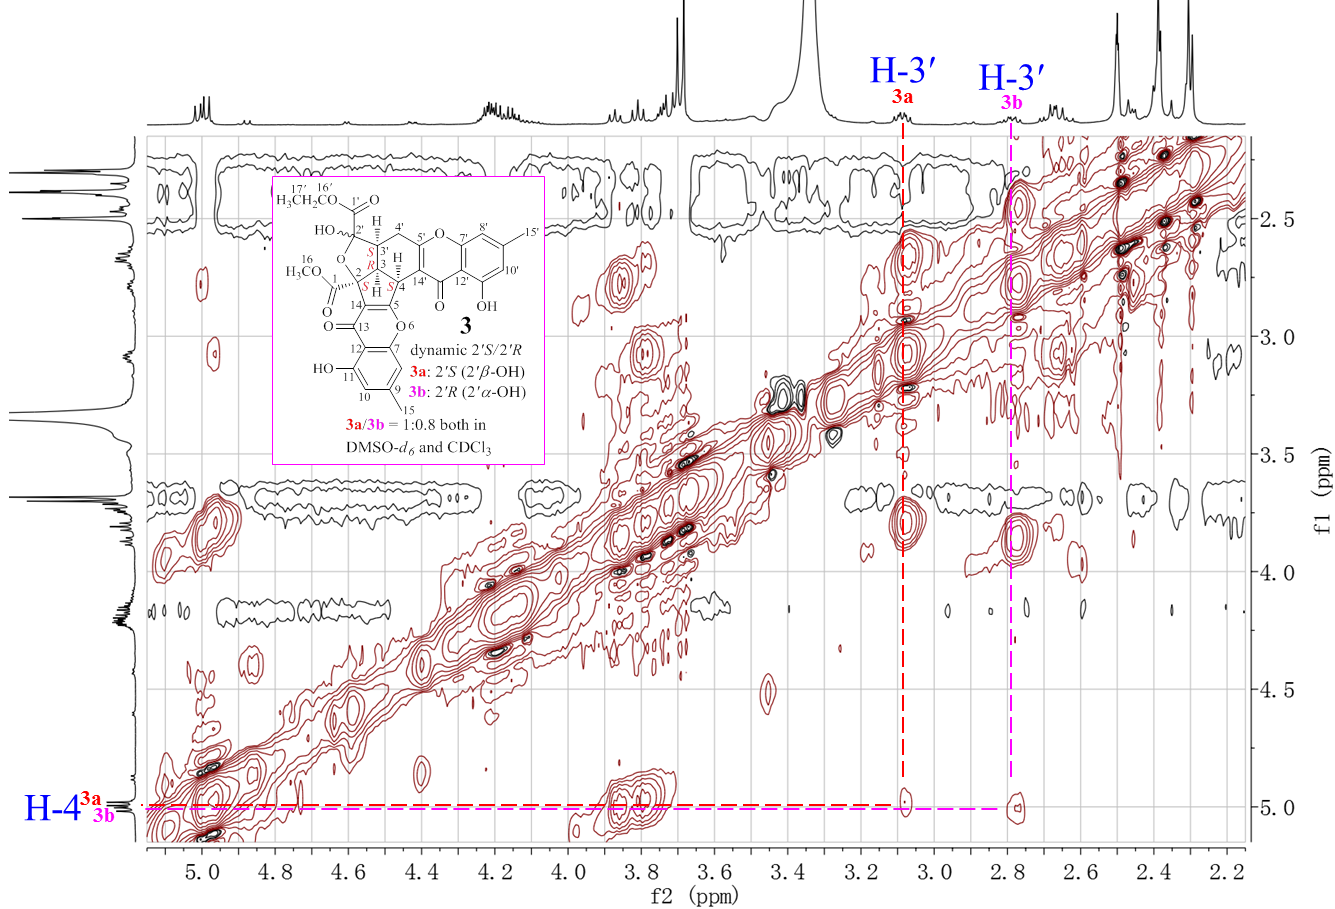 H-3′
3a
H-3′
3b
17′
16′
H₃CH₂CO
1′
O
HO
2′
H
4′
3′
S
R
3
H
5′
O
7′
8′
15′
10′
12′
14′
O
OH
16
H₃CO
O
1
O
2
S
H
S
4
14
5
O
13
O
6
3
12
7
HO
11
10
9
15
dynamic 2′S/2′R
3a: 2′S (2′β-OH)
3b: 2′R (2′α-OH)
3a/3b = 1:0.8 both in
DMSO-d₆ and CDCl₃
2.5
3.0
3.5
4.0
4.5
5.0
f1 (ppm)
H-4
3a
3b
5.0 4.8 4.6 4.4 4.2 4.0 3.8 3.6 3.4 3.2 3.0 2.8 2.6 2.4 2.2
f2 (ppm)